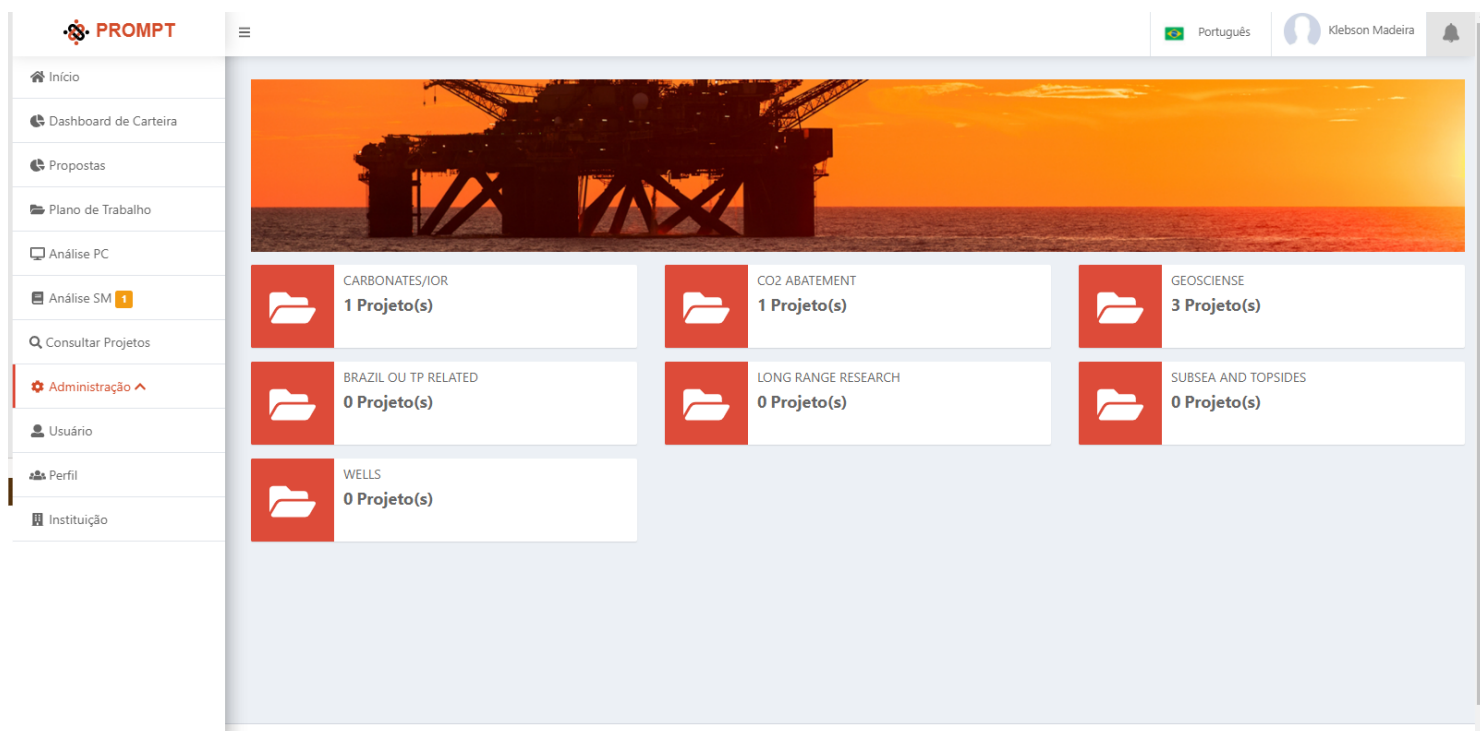 PROMPT
Português
Klebson Madeira
Início
Dashboard de Carteira
Propostas
Plano de Trabalho
Análise PC
Análise SM 1
Consultar Projetos
Administração
Usuário
Perfil
Instituição
CARBONATES/IOR
1 Projeto(s)
CO2 ABATEMENT
1 Projeto(s)
GEOSCIENSE
3 Projeto(s)
BRAZIL OU TP RELATED
0 Projeto(s)
LONG RANGE RESEARCH
0 Projeto(s)
SUBSEA AND TOPSIDES
0 Projeto(s)
WELLS
0 Projeto(s)